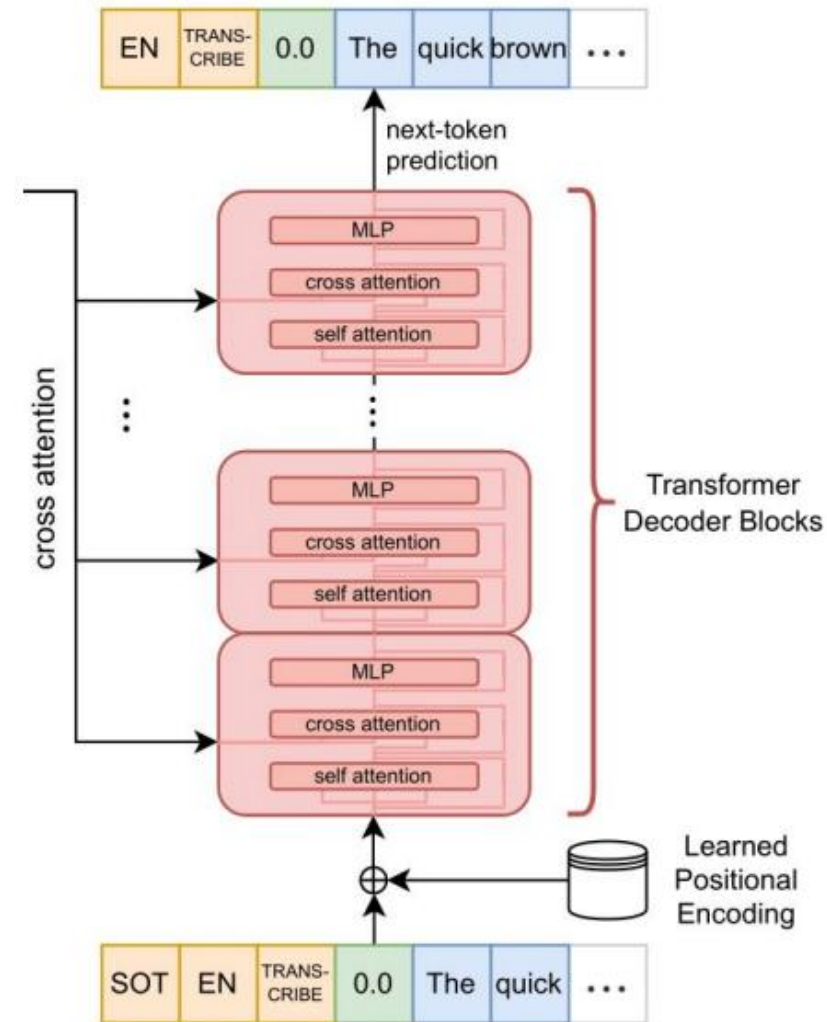 EN TRANS-CRIBE 0.0 The quick brown ...
next-token
prediction
MLP
cross attention
self attention
cross attention
...
...
MLP
cross attention
self attention
Transformer
Decoder Blocks
MLP
cross attention
self attention
Learned
Positional
Encoding
SOT EN TRANS-CRIBE 0.0 The quick ...